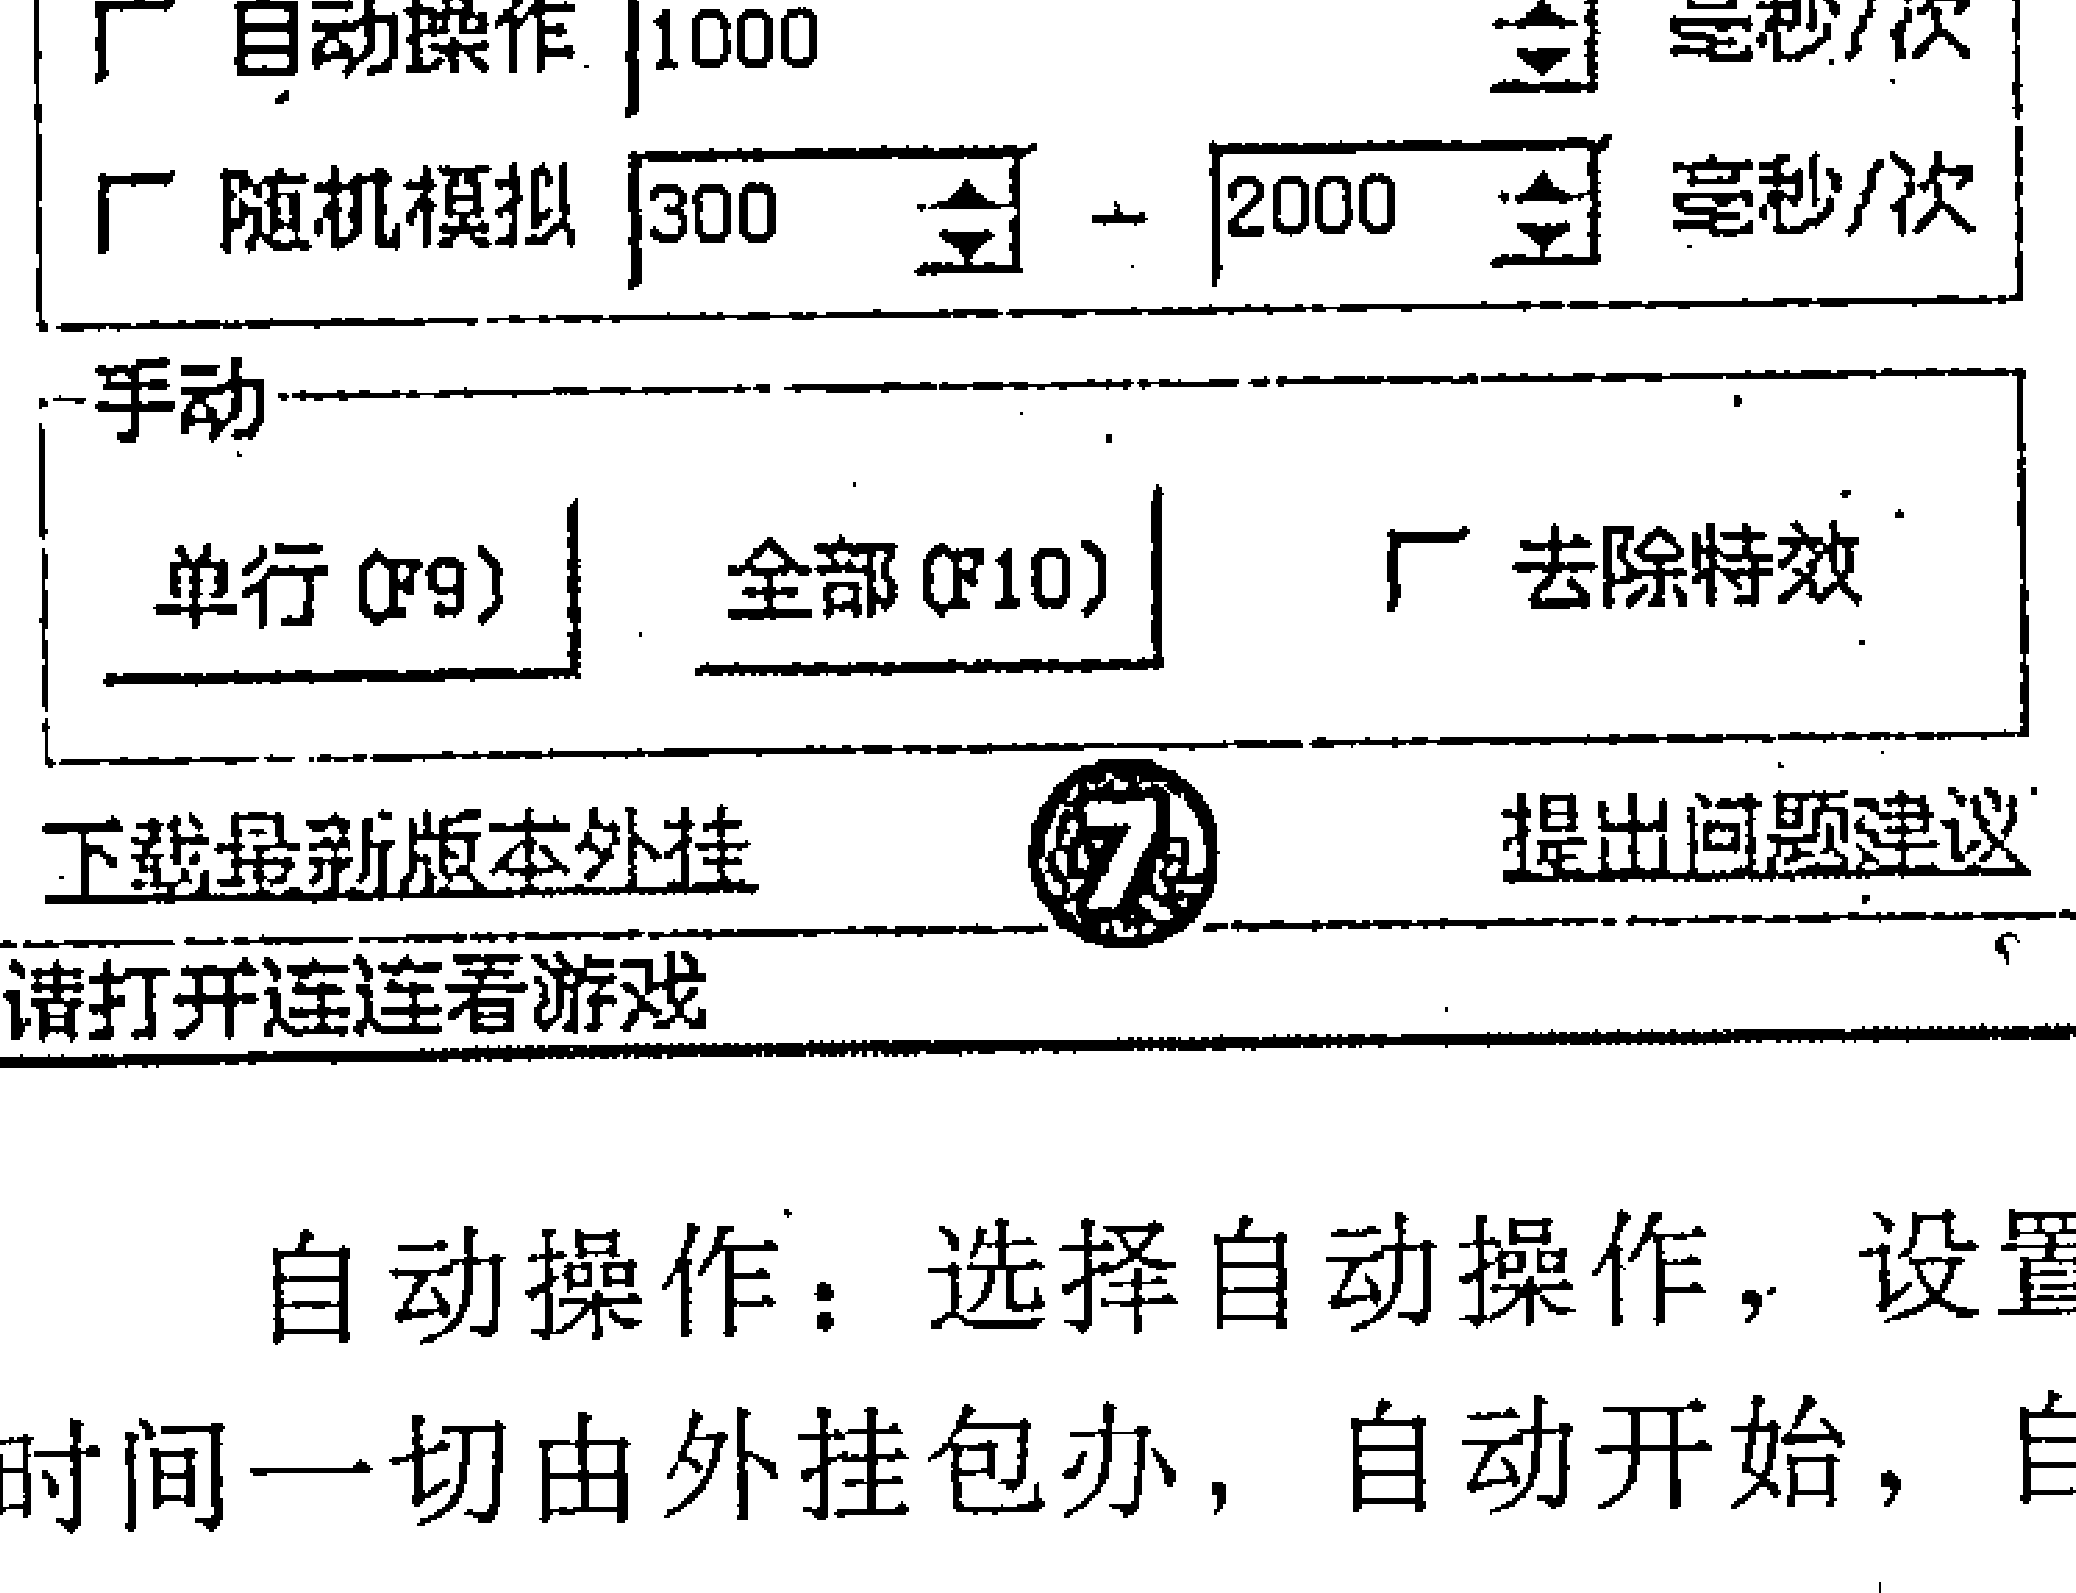 自动操作 1000 毫秒/次
随机模拟 300 - 2000 毫秒/次
手动
单行(F9) 全部(F10) 去除特效
下载最新版本外挂 7 提出问题建议
请打开连连看游戏
自动操作：选择自动操作，设置
时间一切由外挂包办，自动开始，自